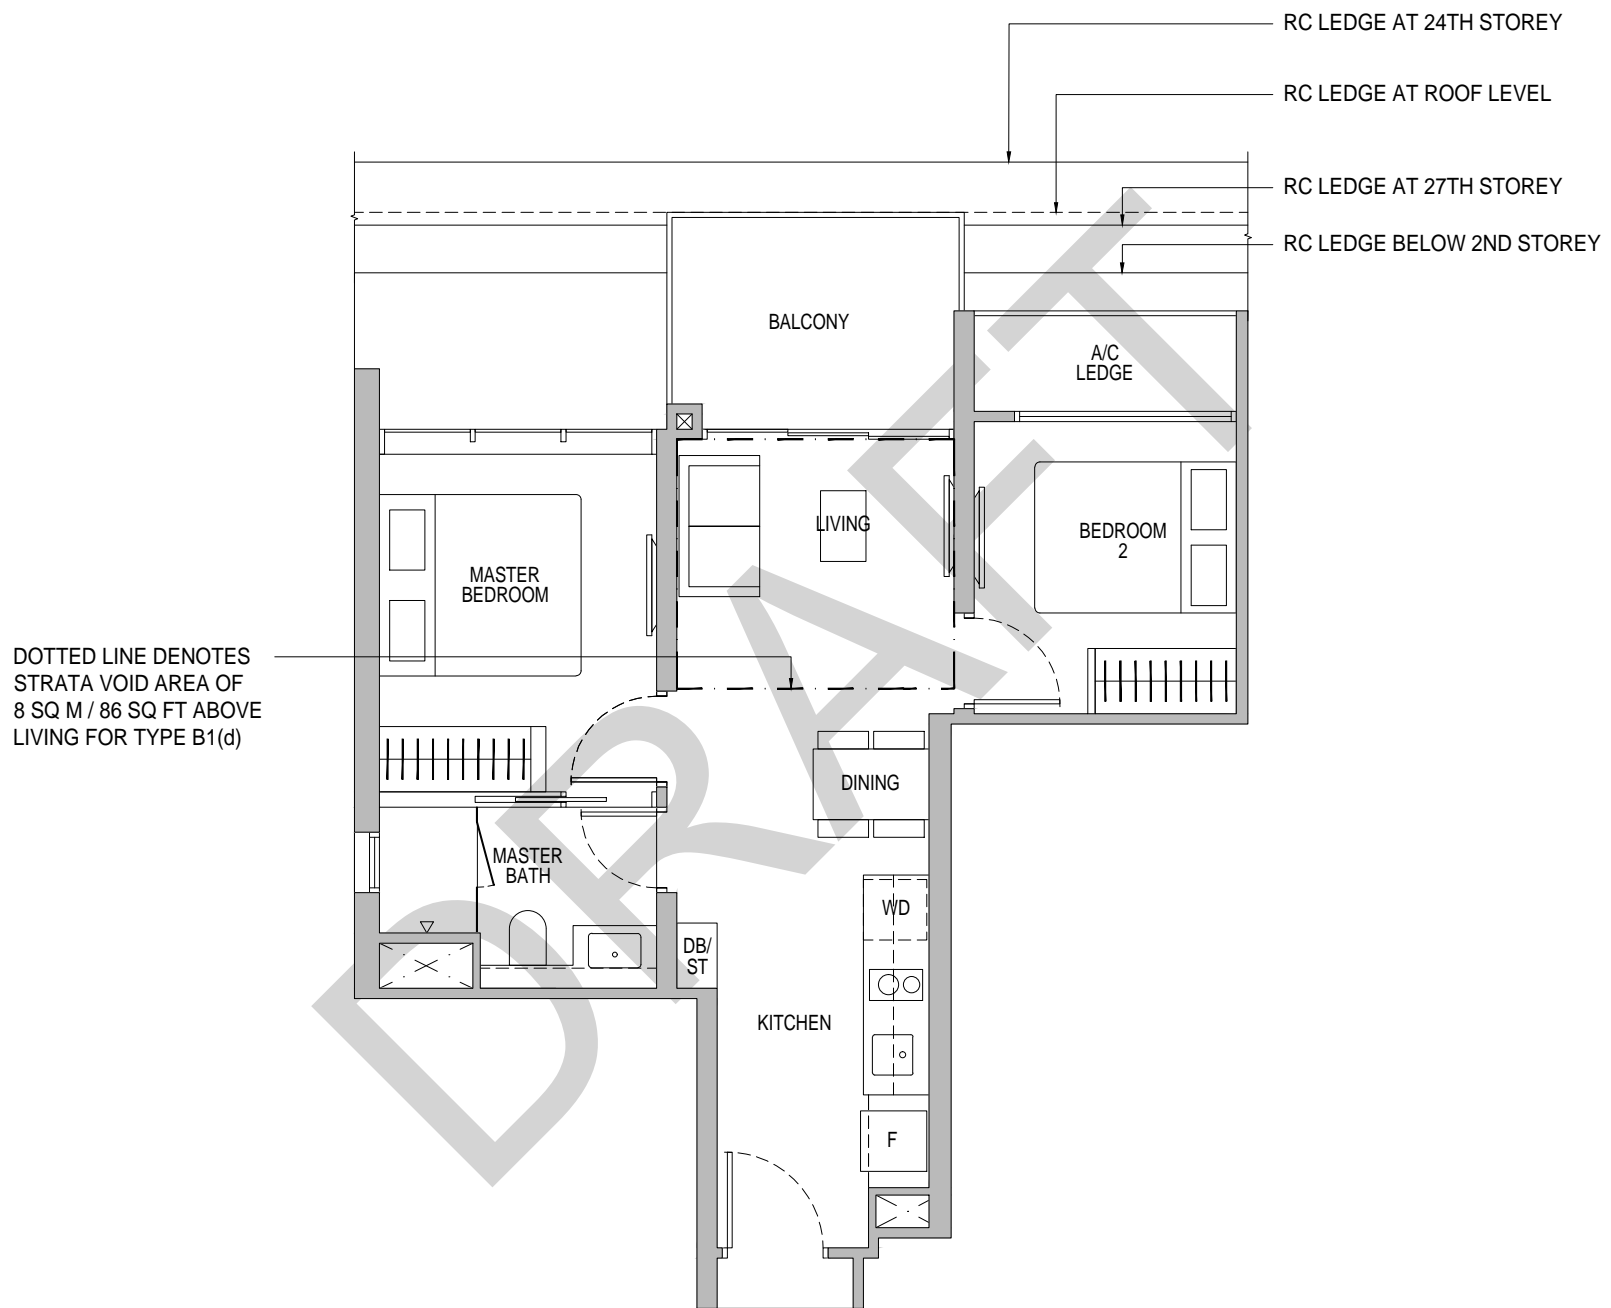 RC LEDGE AT 24TH STOREY
RC LEDGE AT ROOF LEVEL
RC LEDGE AT 27TH STOREY
RC LEDGE BELOW 2ND STOREY
BALCONY
A/C
LEDGE
LIVING
BEDROOM
2
MASTER
BEDROOM
DOTTED LINE DENOTES
STRATA VOID AREA OF
8 SQ M / 86 SQ FT ABOVE
LIVING FOR TYPE B1(d)
DINING
MASTER
BATH
WD
DB/
ST
KITCHEN
F
DRAFT